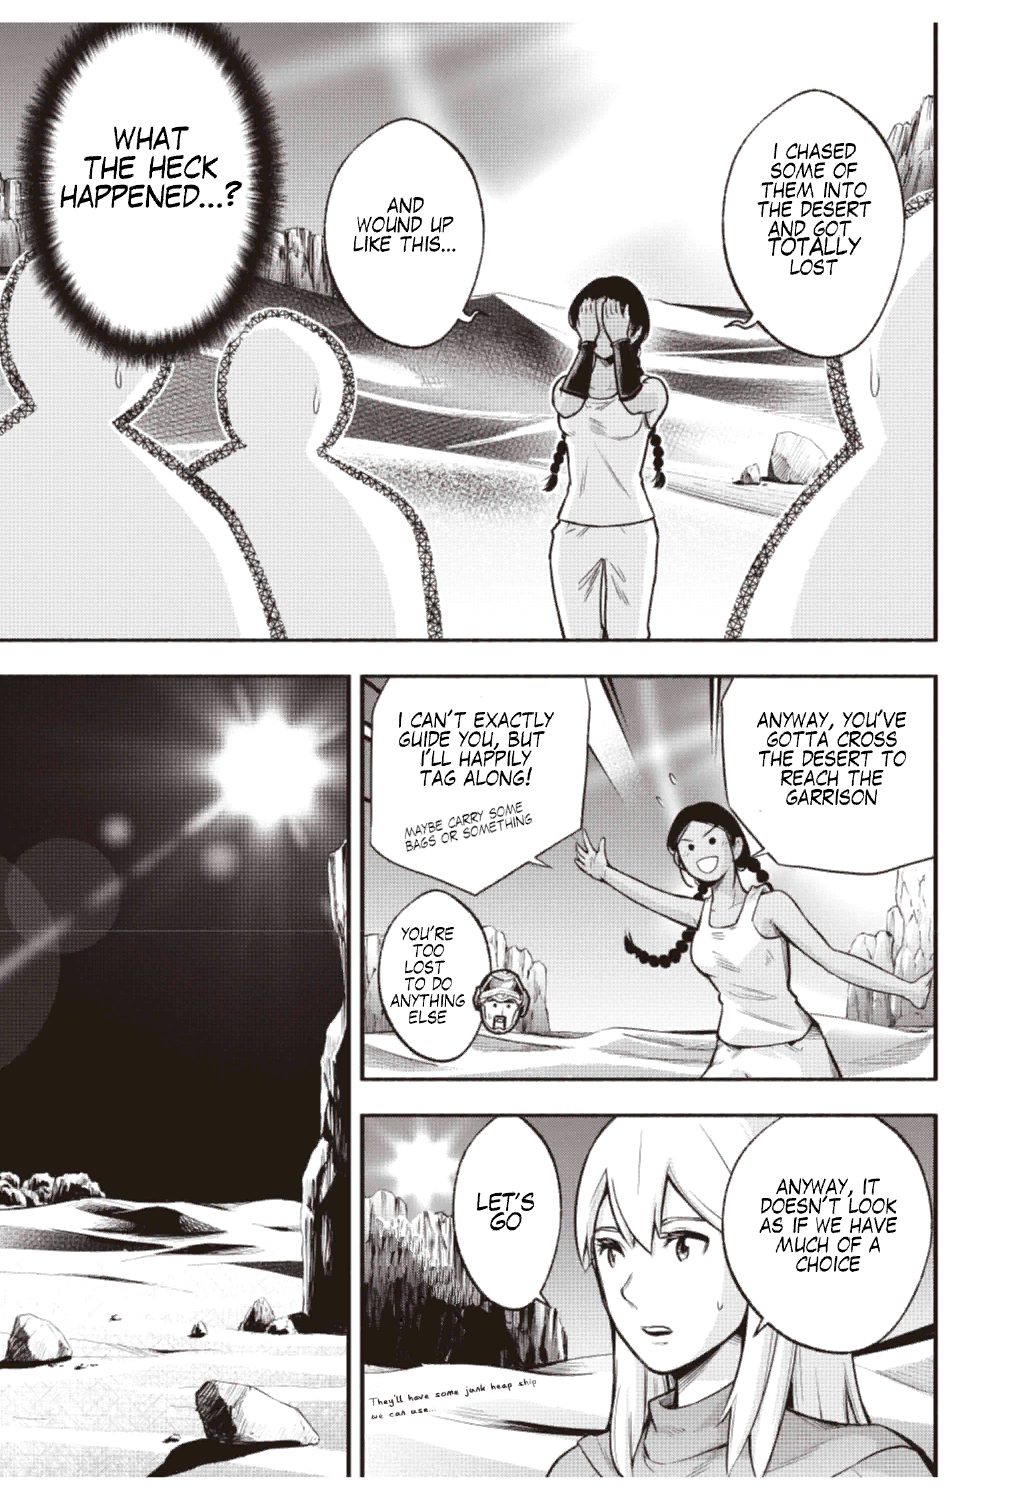 I CHASED
SOME OF
THEM INTO
THE DESERT
AND GOT
TOTALLY
LOST
AND
WOUND UP
LIKE THIS...
WHAT
THE HECK
HAPPENED...?
ANYWAY, YOU'VE
GOTTA CROSS
THE DESERT TO
REACH THE
GARRISON
I CAN'T EXACTLY
GUIDE YOU, BUT
I'LL HAPPILY
TAG ALONG!
MAYBE CARRY SOME
BAGS OR SOMETHING
YOU'RE
TOO
LOST
TO DO
ANYTHING
ELSE
ANYWAY, IT
DOESN'T LOOK
AS IF WE HAVE
MUCH OF A
CHOICE
LET'S
GO
They'll have some junk heap ship
we can use...